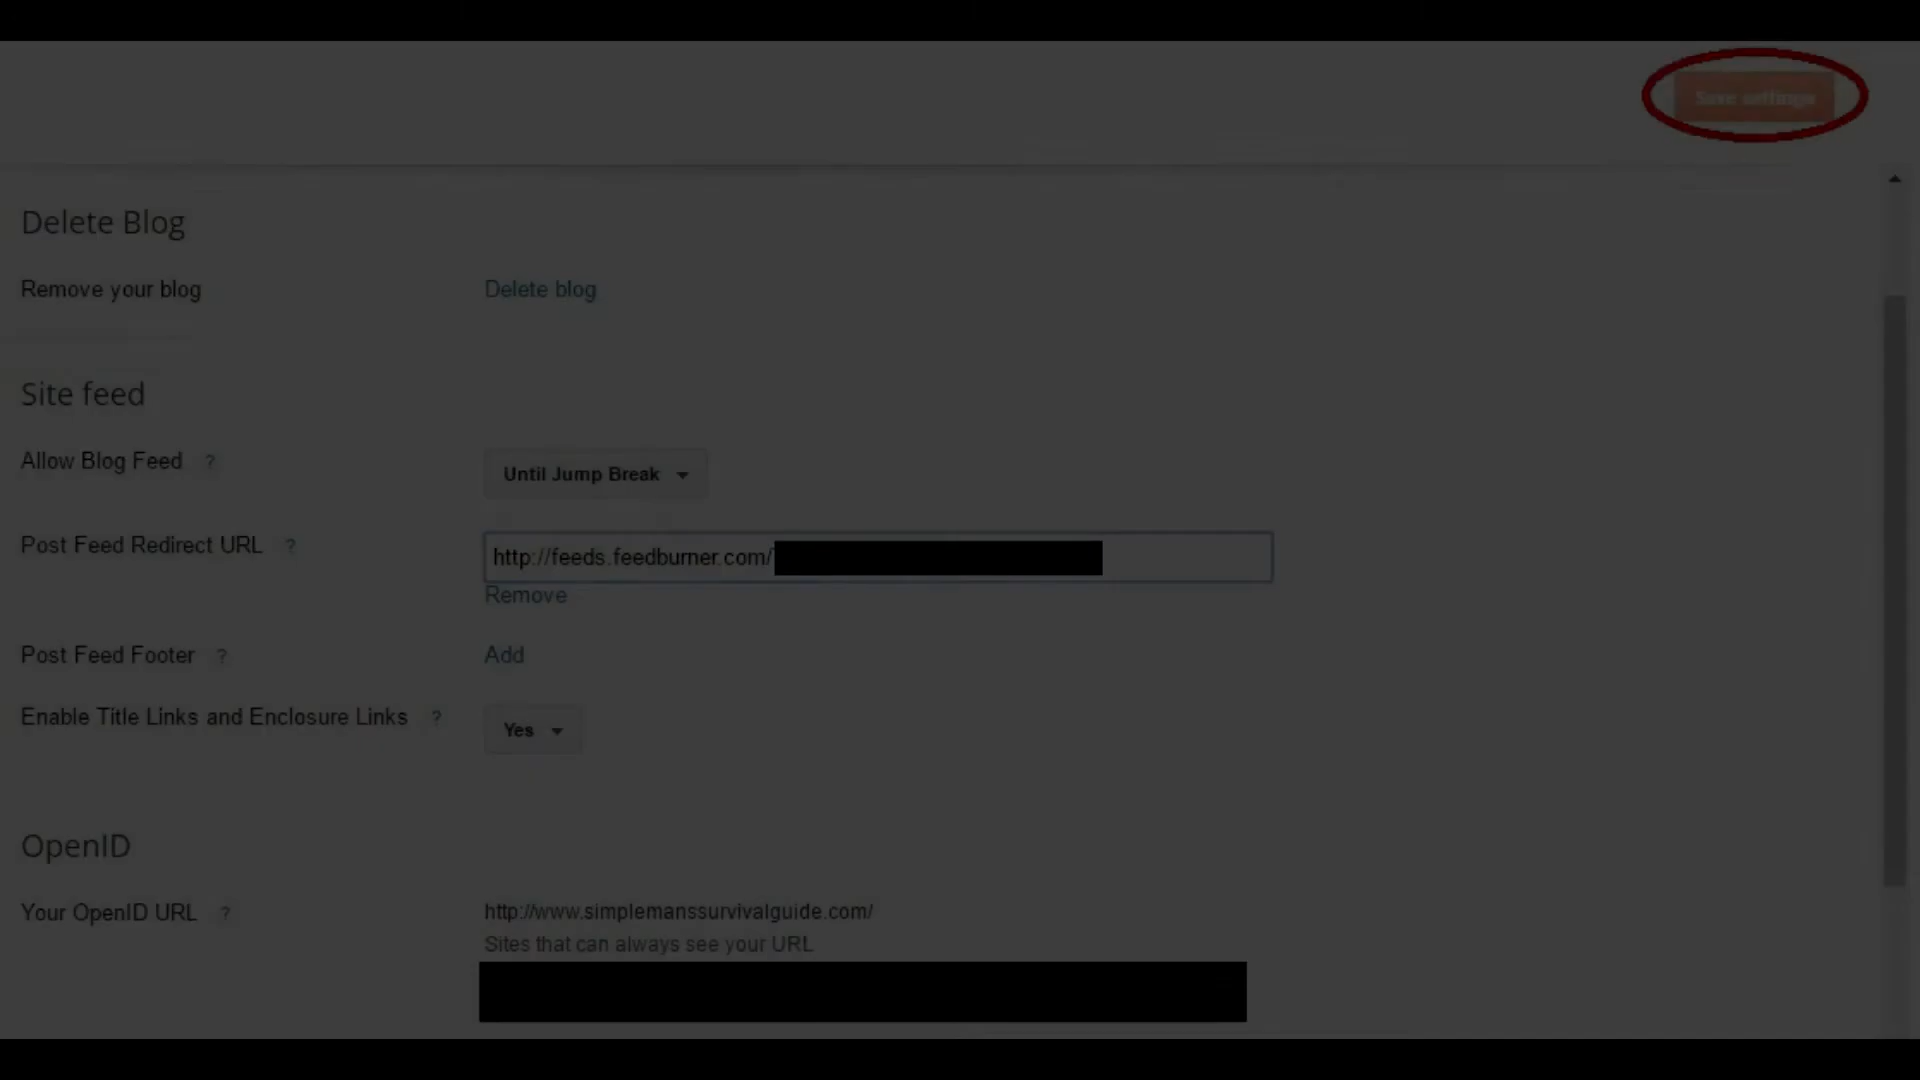 Save settings
Delete Blog
Remove your blog
Delete blog
Site feed
Allow Blog Feed ?
Until Jump Break
Post Feed Redirect URL ?
http://feeds.feedburner.com/
Remove
Post Feed Footer ?
Add
Enable Title Links and Enclosure Links ?
Yes
OpenID
Your OpenID URL ?
http://www.simplemanssurvivalguide.com/
Sites that can always see your URL